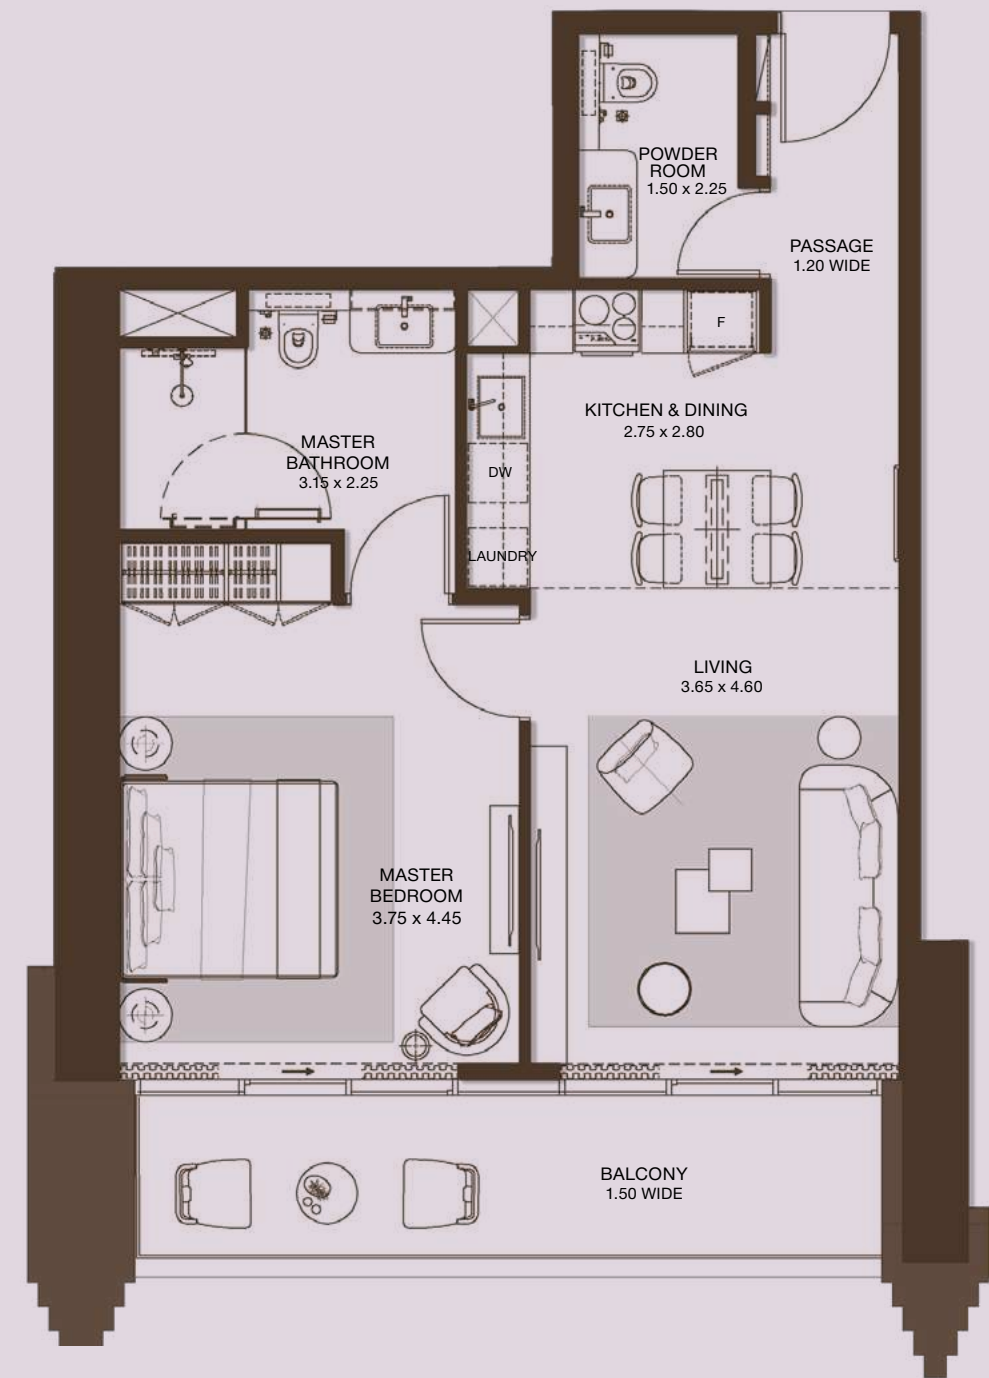 POWDER
ROOM
1.50 x 2.25
PASSAGE
1.20 WIDE
F
KITCHEN & DINING
2.75 x 2.80
MASTER
BATHROOM
3.15 x 2.25
DW
LAUNDRY
LIVING
3.65 x 4.60
MASTER
BEDROOM
3.75 x 4.45
BALCONY
1.50 WIDE